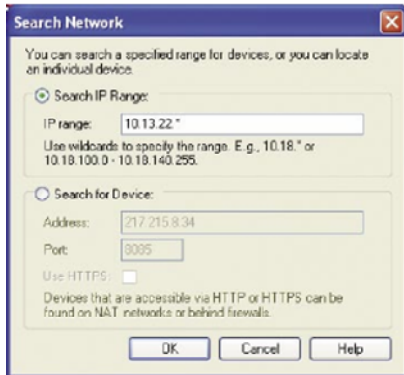 Search Network
You can search a specified range for devices, or you can locate
an individual device.
Search IP Range:
IP range: 10.13.22.*
Use wildcards to specify the range. E.g., 10.18.* or
10.18.100.0 - 10.18.140.255.
Search for Device:
Address: 217.215.8.34
Port: 8085
Use HTTPS:
Devices that are accessible via HTTP or HTTPS can be
found on NAT networks or behind firewalls.
OK Cancel Help